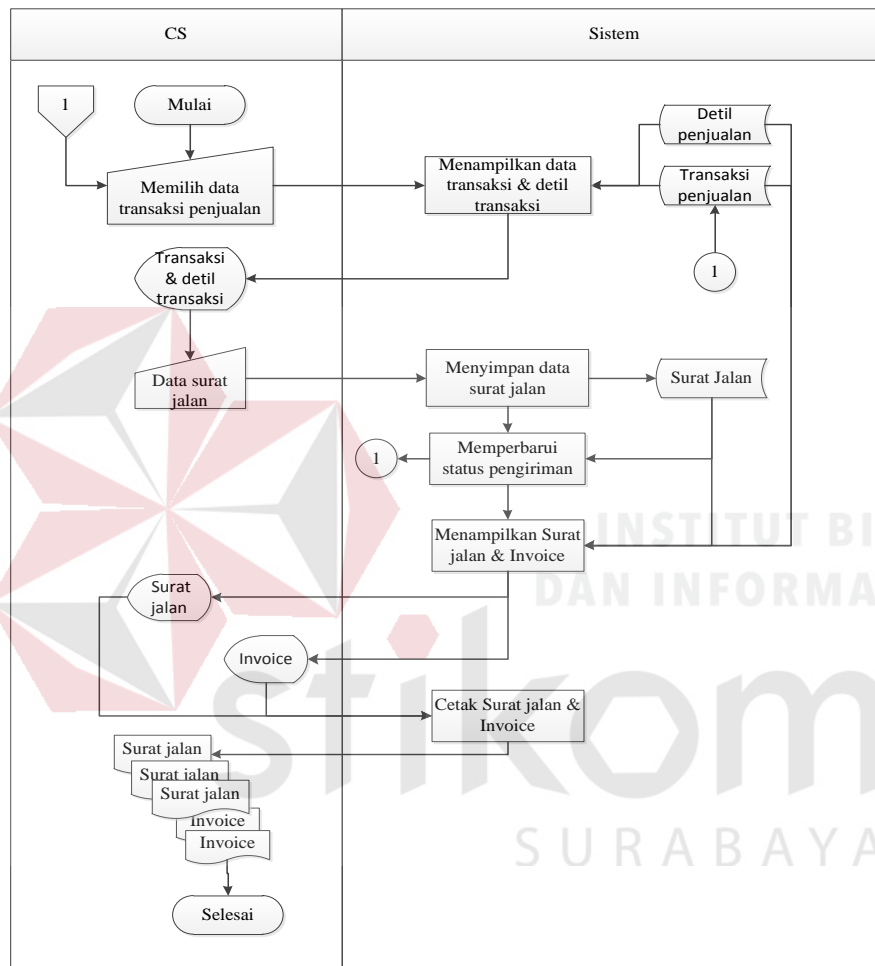 CS
Sistem
1
Mulai
Detil
penjualan
Memilih data
transaksi penjualan
Menampilkan data
transaksi & detil
transaksi
Transaksi
penjualan
Transaksi
& detil
transaksi
1
Data surat
jalan
Menyimpan data
surat jalan
Surat Jalan
1
Memperbarui
status pengiriman
Menampilkan Surat
jalan & Invoice
INSTITUT BI
DAN INFORMA
Surat
jalan
Invoice
stikom
Cetak Surat jalan &
Invoice
Surat jalan
Surat jalan
Surat jalan
Invoice
Invoice
SURABAYA
Selesai